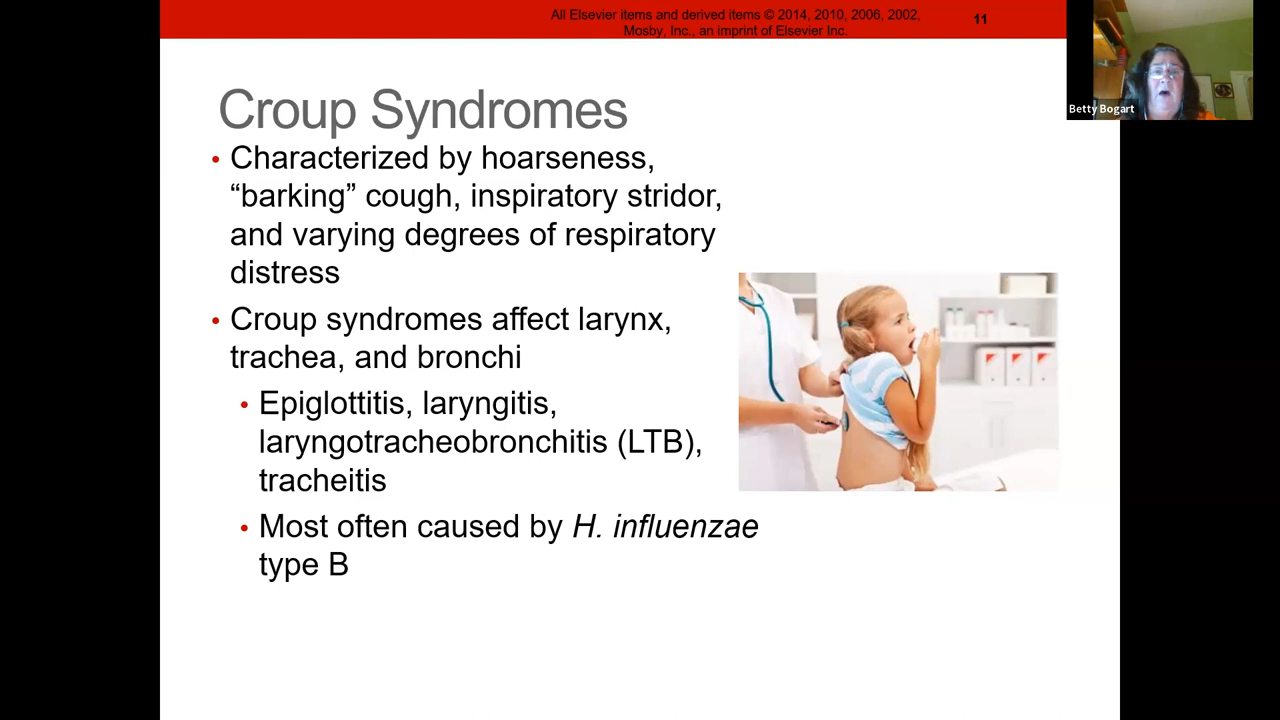 All Elsevier items and derived items © 2014, 2010, 2006, 2002,
Mosby, Inc., an imprint of Elsevier Inc.
11
Betty Bogart
Croup Syndromes
• Characterized by hoarseness,
“barking” cough, inspiratory stridor,
and varying degrees of respiratory
distress
• Croup syndromes affect larynx,
trachea, and bronchi
• Epiglottitis, laryngitis,
laryngotracheobronchitis (LTB),
tracheitis
• Most often caused by H. influenzae
type B